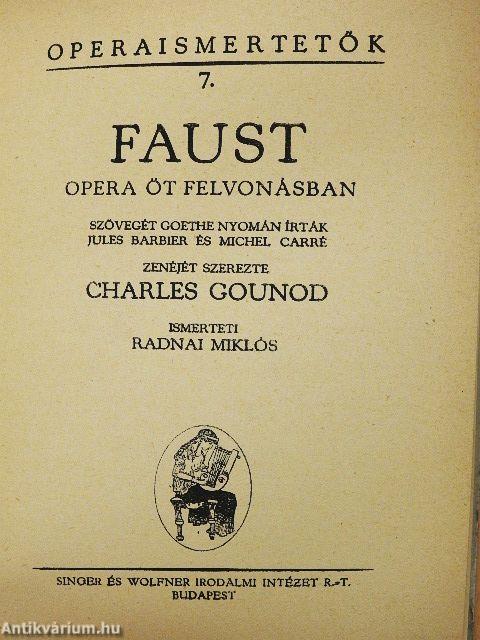 OPERAISMERTETŐK
7.
FAUST
OPERA ÖT FELVONÁSBAN
SZÖVEGÉT GOETHE NYOMÁN ÍRTÁK
JULES BARBIER ÉS MICHEL CARRÉ
ZENÉJÉT SZEREZTE
CHARLES GOUNOD
ISMERTETI
RADNAI MIKLÓS
SINGER ÉS WOLFNER IRODALMI INTÉZET R.-T.
BUDAPEST
Antikvárium.hu